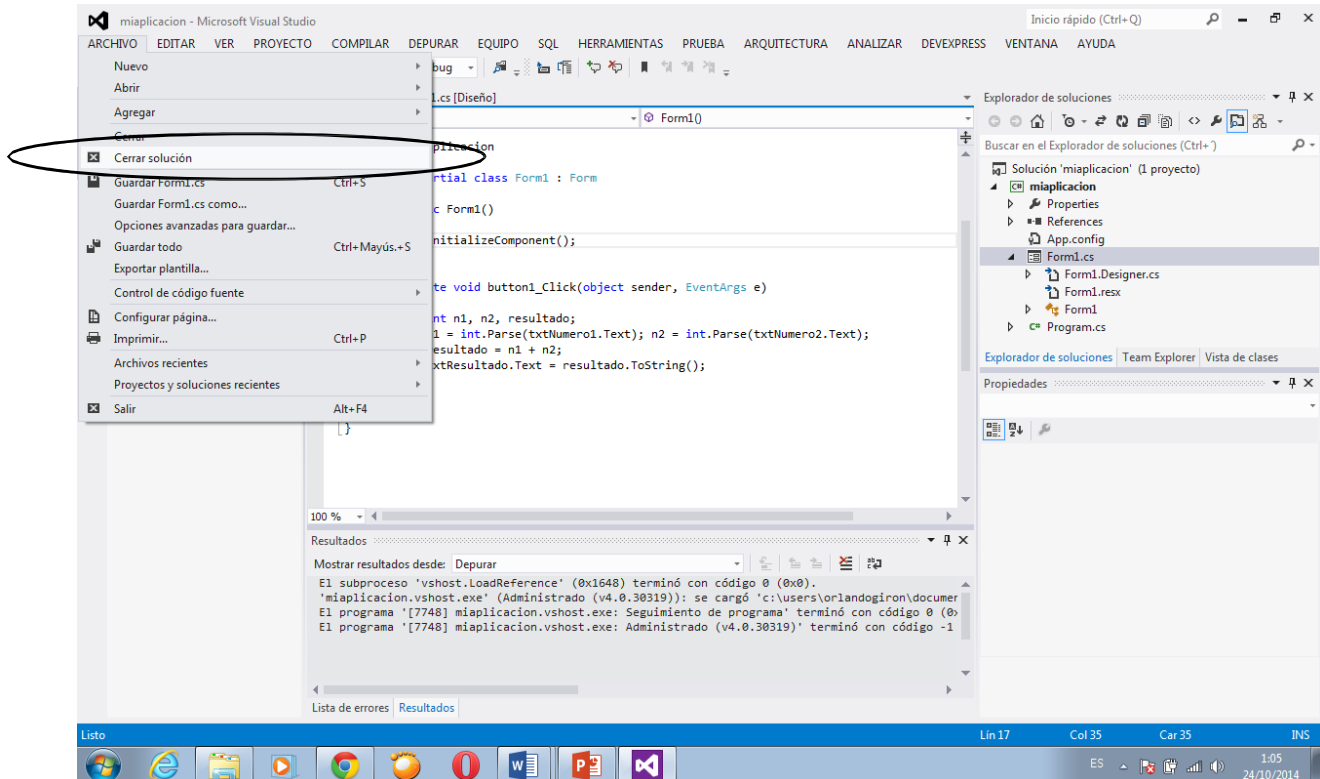 miaplicacion - Microsoft Visual Studio
Inicio rápido (Ctrl+Q)
ARCHIVO EDITAR VER PROYECTO COMPILAR DEPURAR EQUIPO SQL HERRAMIENTAS PRUEBA ARQUITECTURA ANALIZAR DEVEXPRESS VENTANA AYUDA
Nuevo
Abrir
Agregar
Cerrar
Cerrar solución
Guardar Form1.cs Ctrl+S
Guardar Form1.cs como...
Opciones avanzadas para guardar...
Guardar todo Ctrl+Mayús.+S
Exportar plantilla...
Control de código fuente
Configurar página...
Imprimir... Ctrl+P
Archivos recientes
Proyectos y soluciones recientes
Salir Alt+F4
bug
1.cs [Diseño]
Form1()
plicacion
rtial class Form1 : Form
c Form1()
nitializeComponent();
te void button1_Click(object sender, EventArgs e)
nt n1, n2, resultado;
1 = int.Parse(txtNumero1.Text); n2 = int.Parse(txtNumero2.Text);
esultado = n1 + n2;
xtResultado.Text = resultado.ToString();
}
100 %
Resultados
Mostrar resultados desde: Depurar
El subproceso 'vshost.LoadReference' (0x1648) terminó con código 0 (0x0).
'miaplicacion.vshost.exe' (Administrado (v4.0.30319)): se cargó 'c:\users\orlandogiron\documen
El programa '[7748] miaplicacion.vshost.exe: Seguimiento de programa' terminó con código 0 (0x
El programa '[7748] miaplicacion.vshost.exe: Administrado (v4.0.30319)' terminó con código -1
Lista de errores Resultados
Explorador de soluciones
Buscar en el Explorador de soluciones (Ctrl+´)
Solución 'miaplicacion' (1 proyecto)
C# miaplicacion
Properties
References
App.config
Form1.cs
Form1.Designer.cs
Form1.resx
Form1
C# Program.cs
Explorador de soluciones Team Explorer Vista de clases
Propiedades
Listo Lín 17 Col 35 Car 35 INS
ES 1:05
24/10/2014